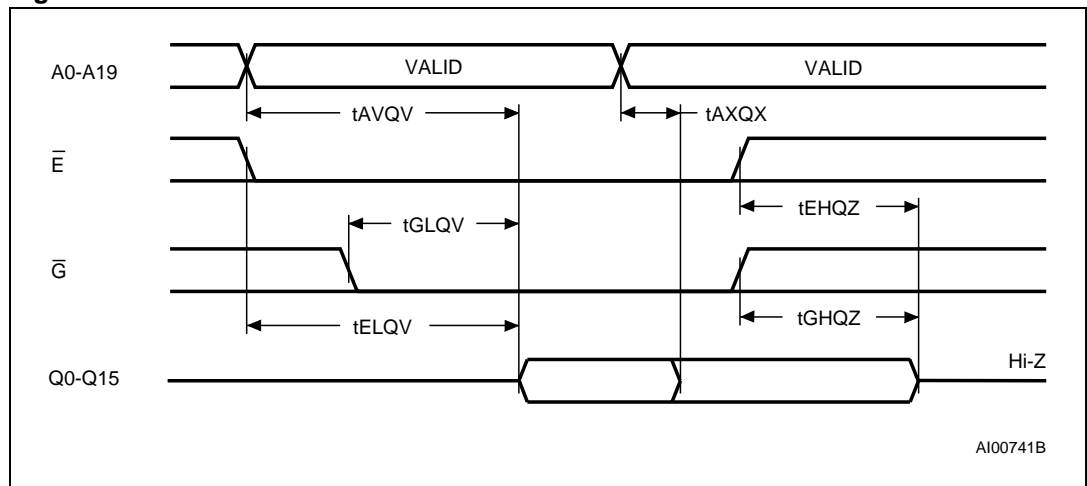 A0-A19
VALID
VALID
tAVQV
tAXQX
E̅
tEHQZ
tGLQV
G̅
tGHQZ
tELQV
Q0-Q15
Hi-Z
AI00741B